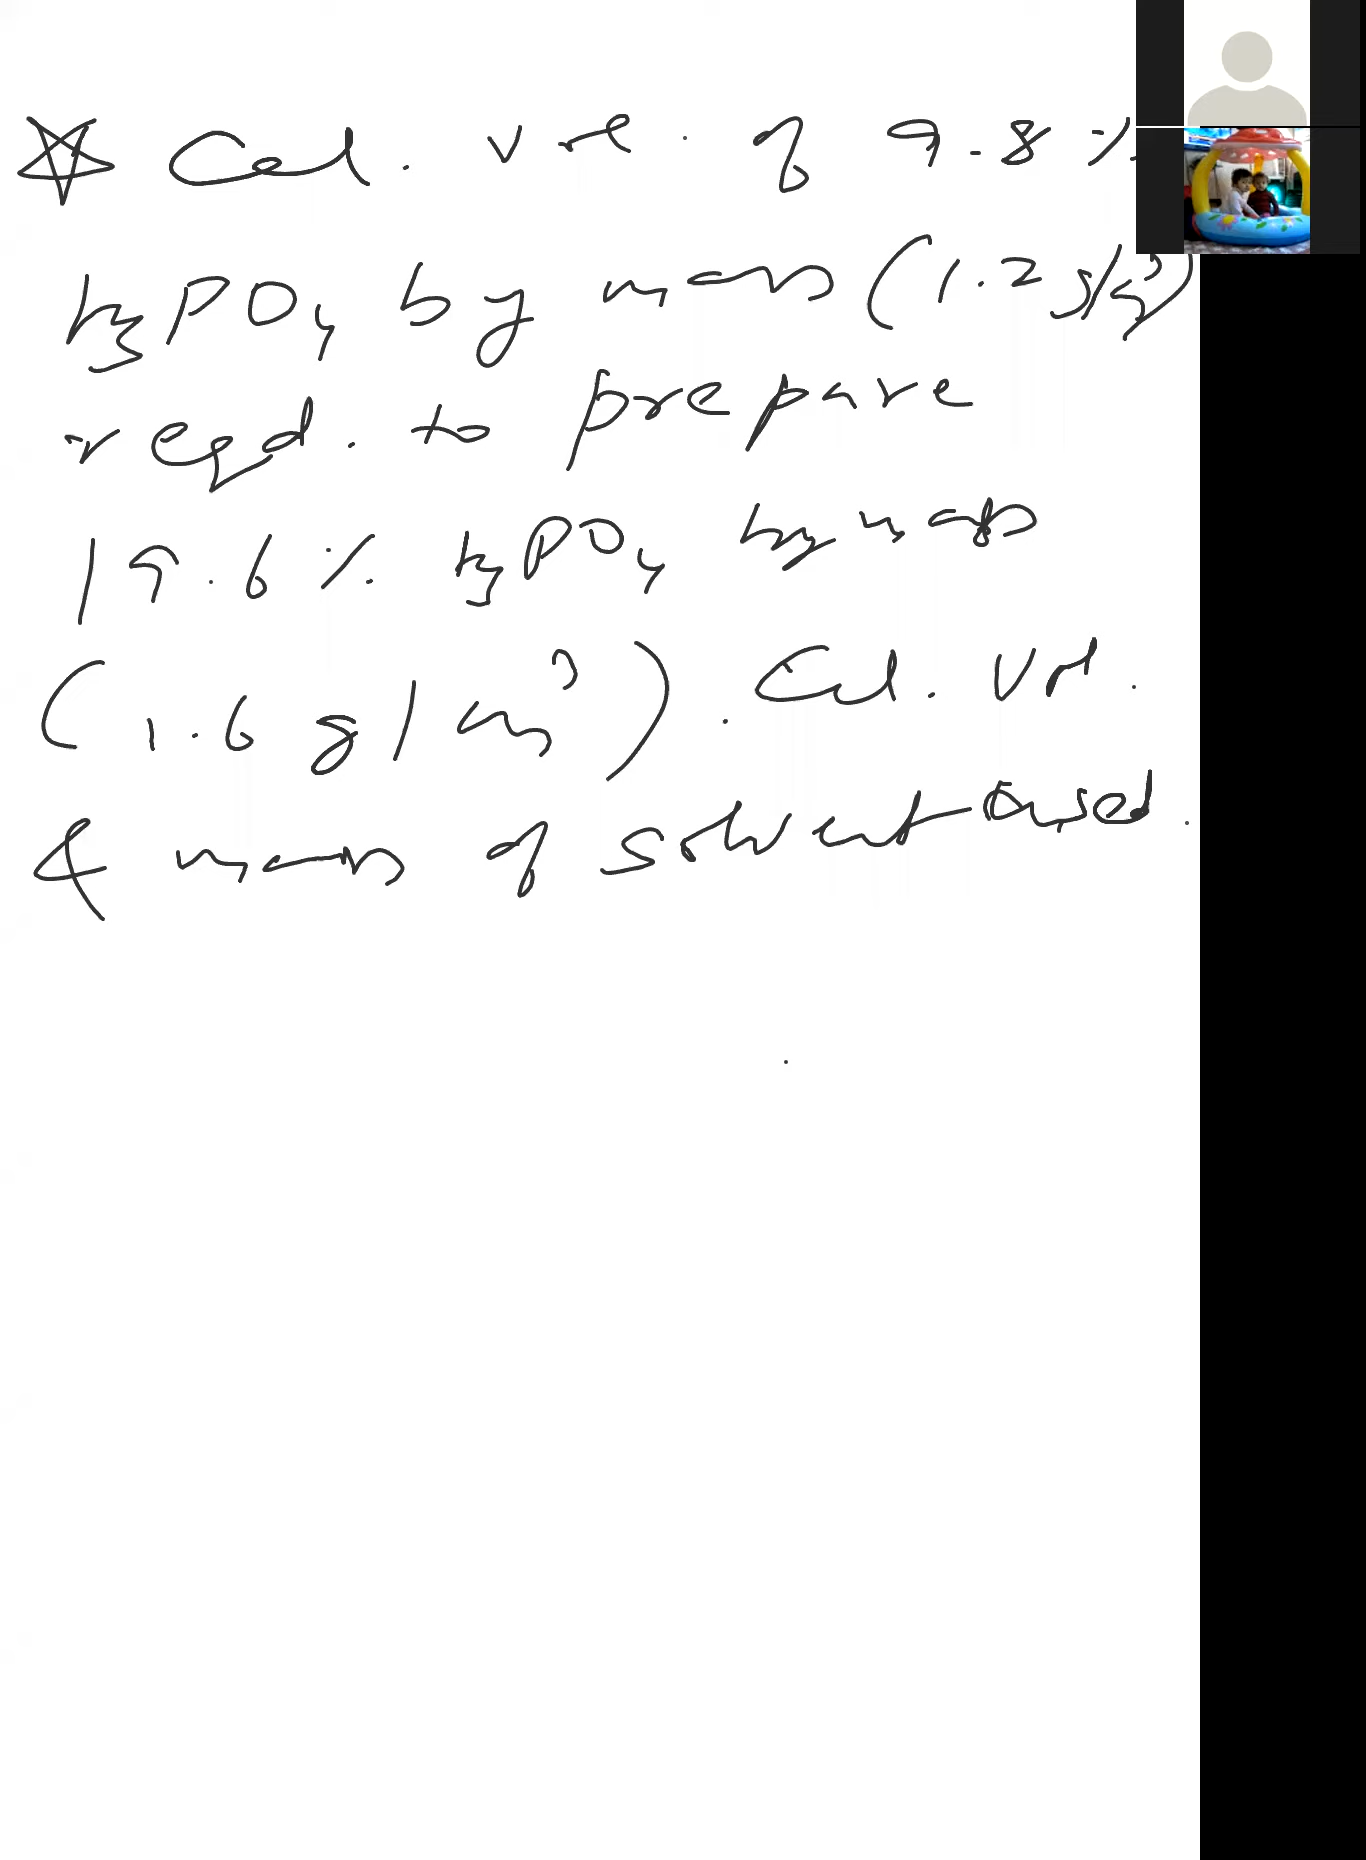 ☆ Cal. vol. of 9.8 %
H3PO4 by mass (1.2 g/cm3)
reqd. to prepare
19.6 % H3PO4 by mass
(1.6 g/cm3). Cal. vol.
& mass of solvent used.